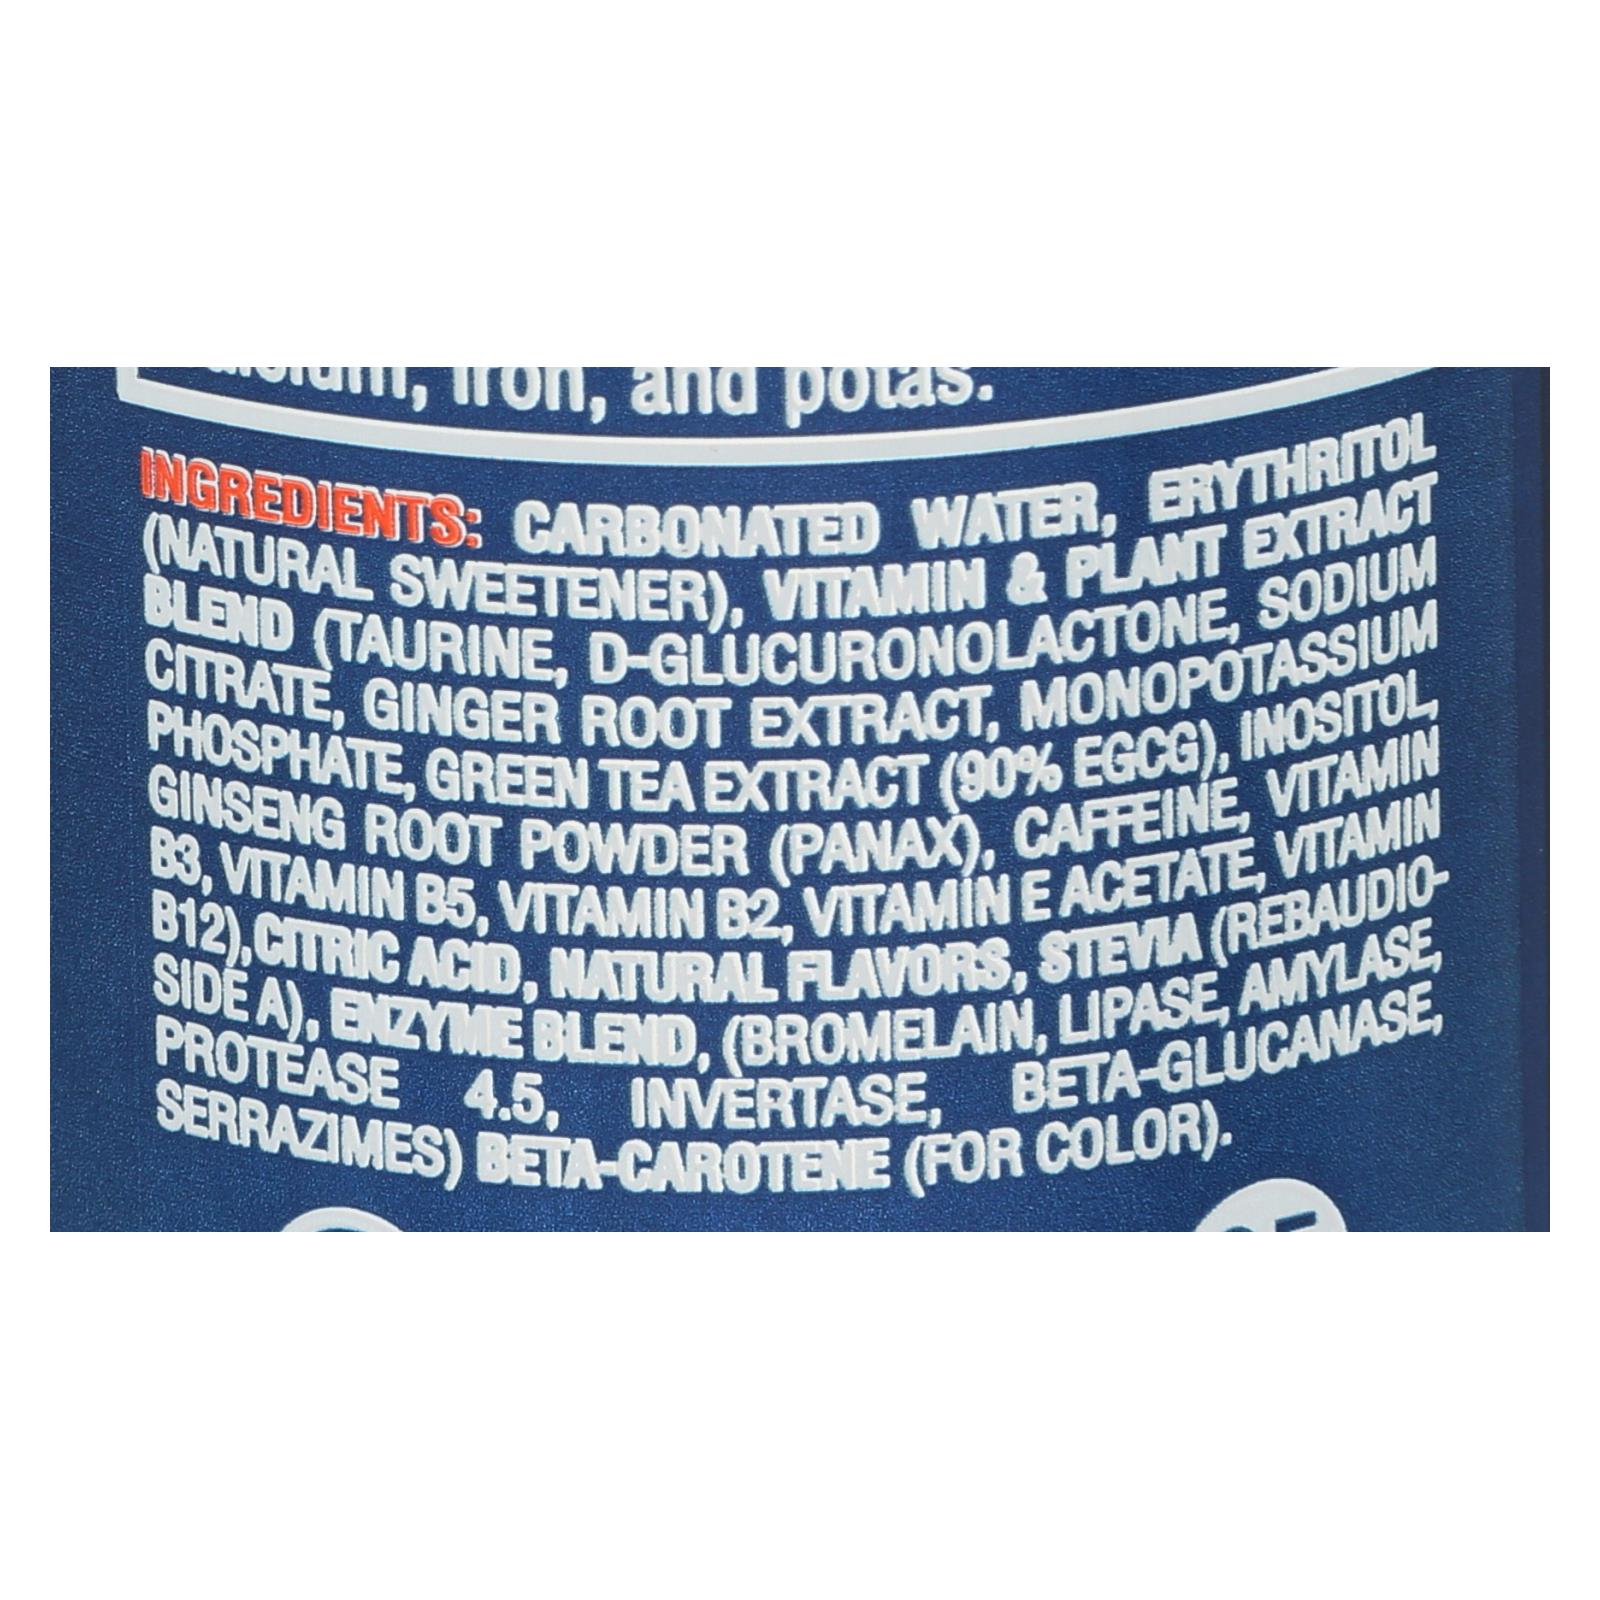 iron, and potas.
INGREDIENTS: CARBONATED WATER, ERYTHRITOL
(NATURAL SWEETENER), VITAMIN & PLANT EXTRACT
BLEND (TAURINE, D-GLUCURONOLACTONE, SODIUM
CITRATE, GINGER ROOT EXTRACT, MONOPOTASSIUM
PHOSPHATE, GREEN TEA EXTRACT (90% EGCG), INOSITOL,
GINSENG ROOT POWDER (PANAX), CAFFEINE, VITAMIN
B3, VITAMIN B5, VITAMIN B2, VITAMIN E ACETATE, VITAMIN
B12), CITRIC ACID, NATURAL FLAVORS, STEVIA (REBAUDIO-
SIDE A), ENZYME BLEND, (BROMELAIN, LIPASE, AMYLASE,
PROTEASE 4.5, INVERTASE, BETA-GLUCANASE,
SERRAZIMES) BETA-CAROTENE (FOR COLOR).